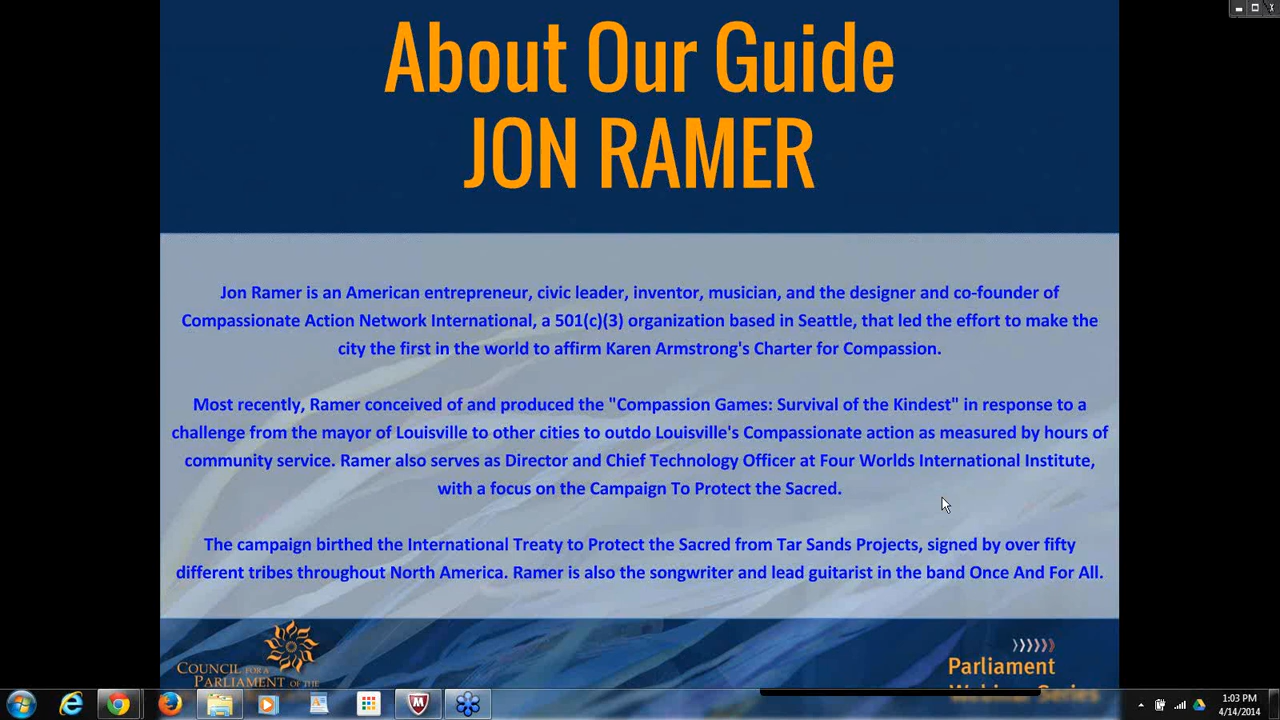 About Our Guide
JON RAMER
Jon Ramer is an American entrepreneur, civic leader, inventor, musician, and the designer and co-founder of
Compassionate Action Network International, a 501(c)(3) organization based in Seattle, that led the effort to make the
city the first in the world to affirm Karen Armstrong's Charter for Compassion.
Most recently, Ramer conceived of and produced the "Compassion Games: Survival of the Kindest" in response to a
challenge from the mayor of Louisville to other cities to outdo Louisville's Compassionate action as measured by hours of
community service. Ramer also serves as Director and Chief Technology Officer at Four Worlds International Institute,
with a focus on the Campaign To Protect the Sacred.
The campaign birthed the International Treaty to Protect the Sacred from Tar Sands Projects, signed by over fifty
different tribes throughout North America. Ramer is also the songwriter and lead guitarist in the band Once And For All.
COUNCIL FOR A
PARLIAMENT OF THE
Parliament
Webinar Series
1:03 PM
4/14/2014